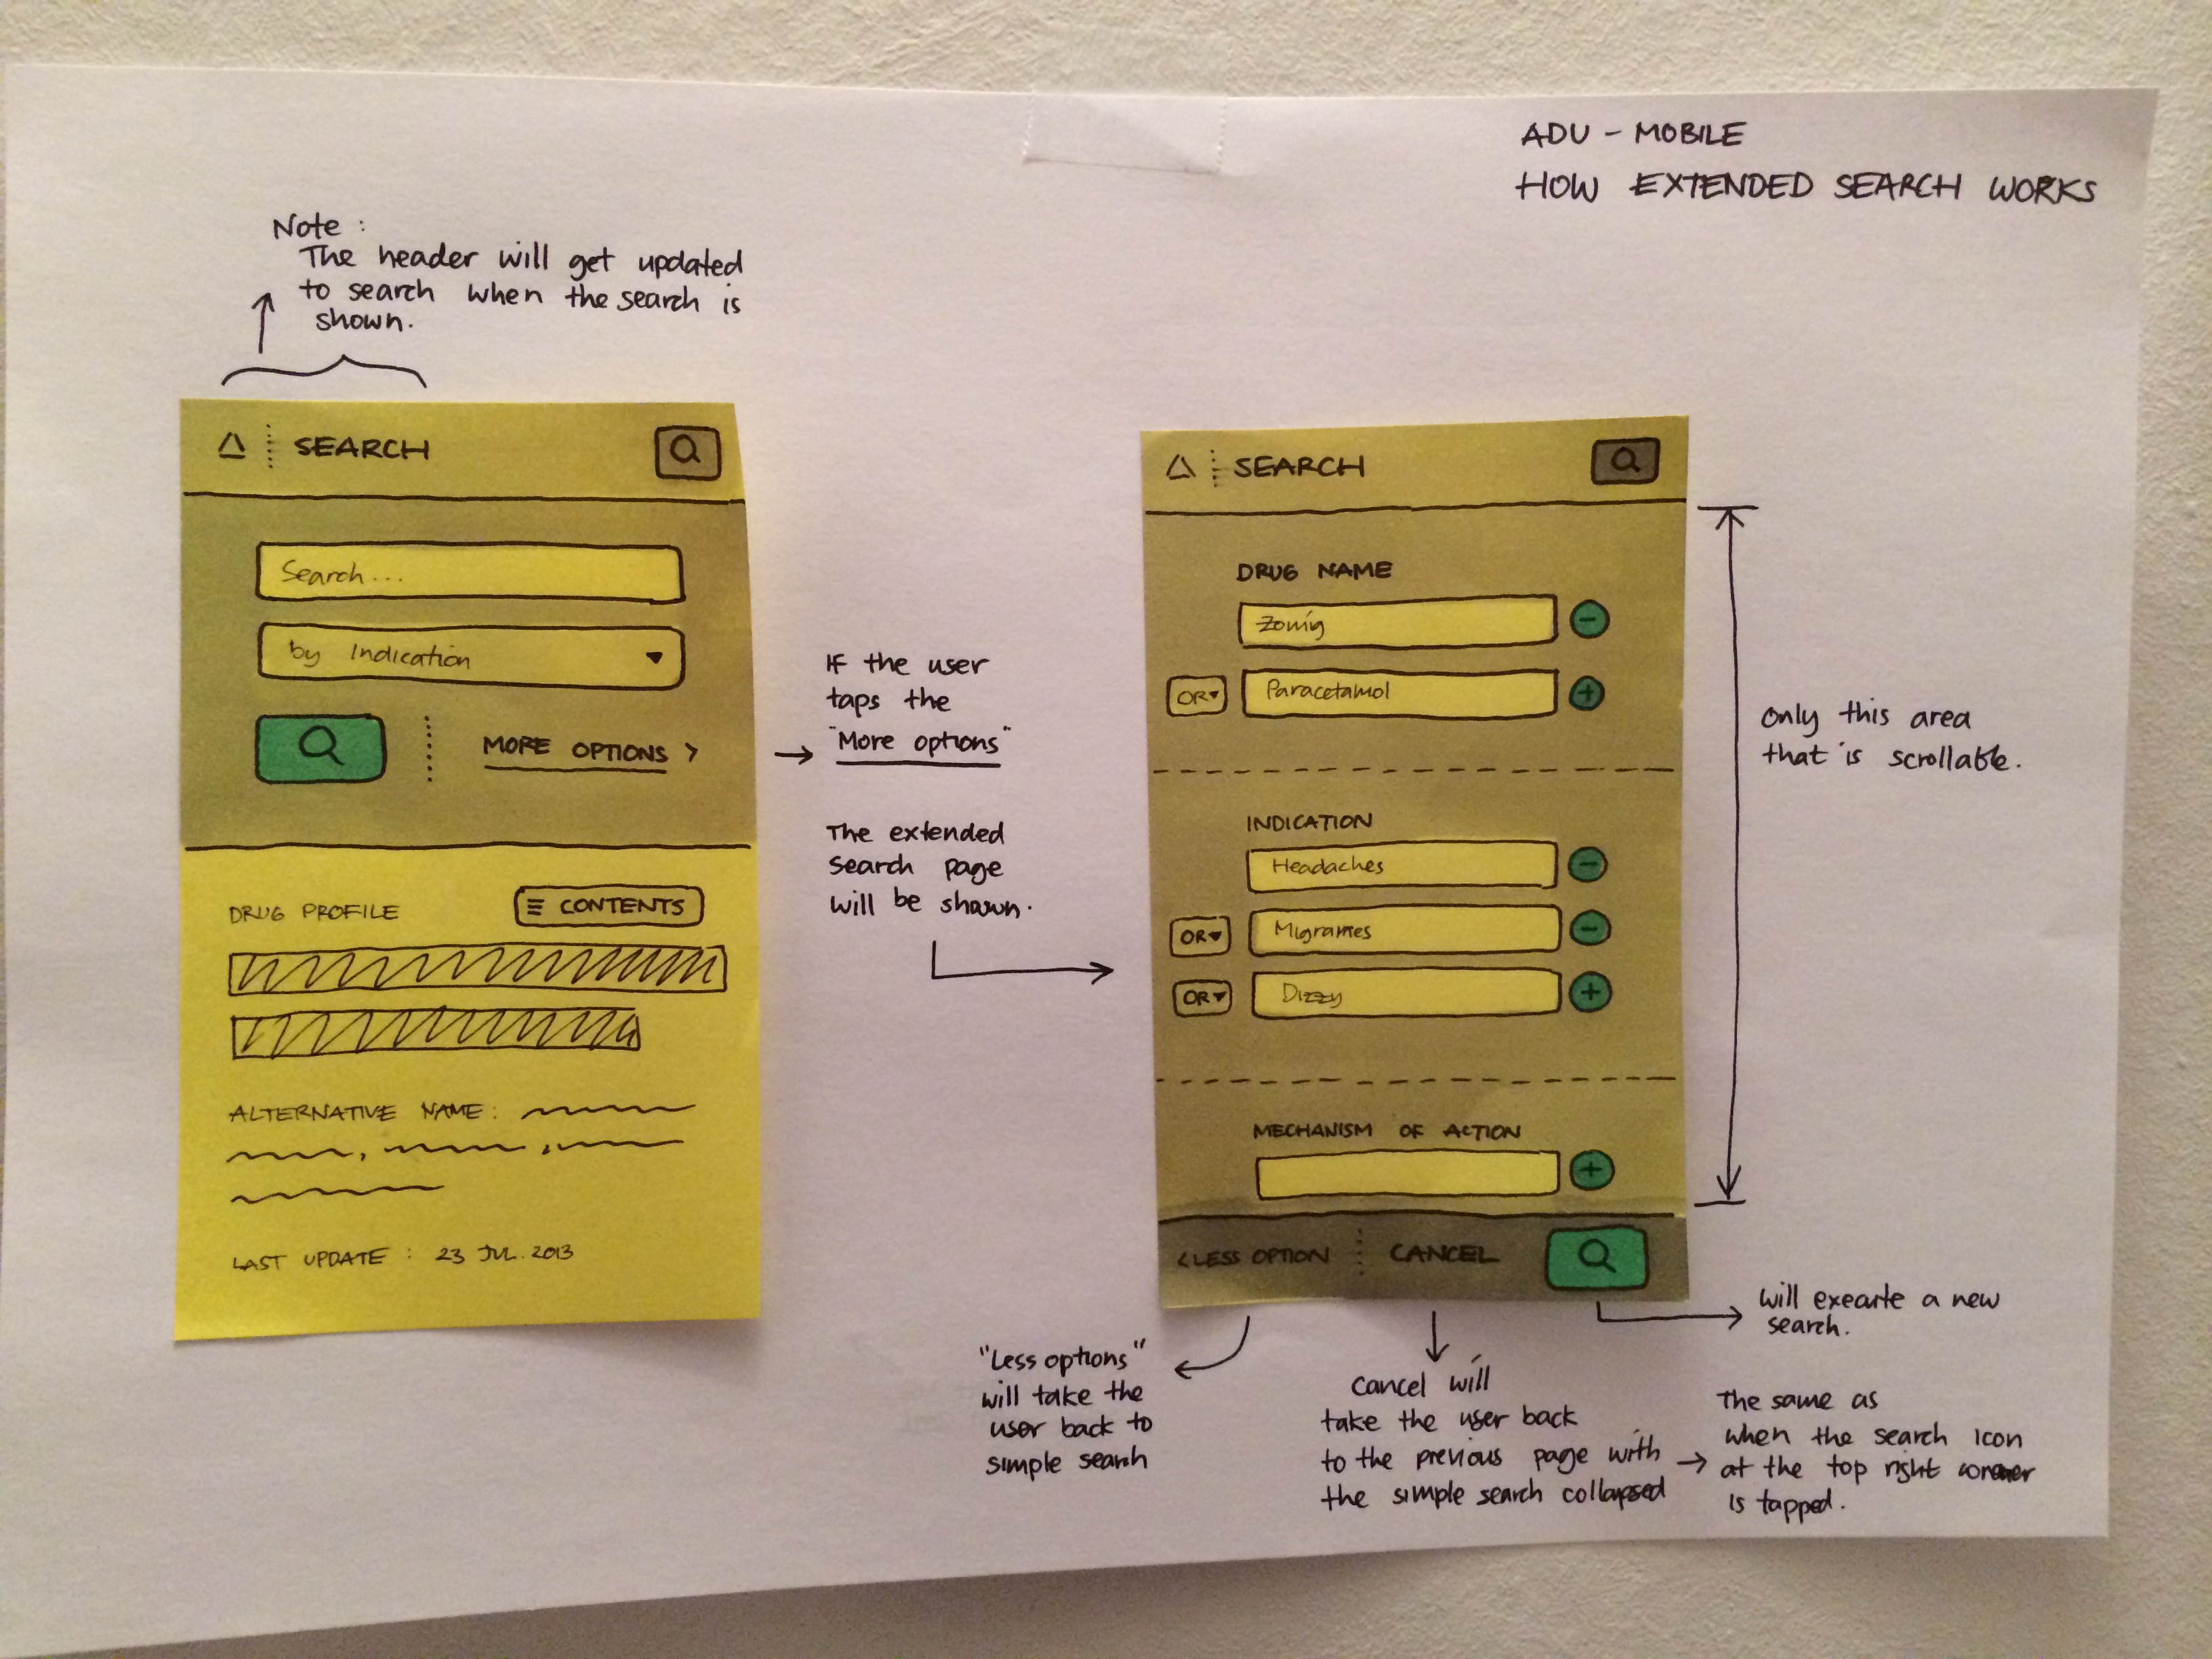 ADU - MOBILE
HOW EXTENDED SEARCH WORKS
Note :
The header will get updated
to search when the search is
shown.
SEARCH
Search...
by Indication
MORE OPTIONS >
DRUG PROFILE
CONTENTS
ALTERNATIVE NAME :
LAST UPDATE : 23 JUL. 2013
→ IF the user
taps the
"More options"
The extended
search page
will be shown.
SEARCH
DRUG NAME
Zomig
-
OR
Paracetamol
+
INDICATION
Headaches
-
OR
Migraines
-
OR
Dizzy
+
MECHANISM OF ACTION
+
< LESS OPTION
CANCEL
Only this area
that is scrollable.
will execute a new
search.
"Less options"
will take the
user back to
simple search
Cancel will
take the user back
to the previous page with
the simple search collapsed
→ The same as
when the search icon
at the top right corner
is tapped.